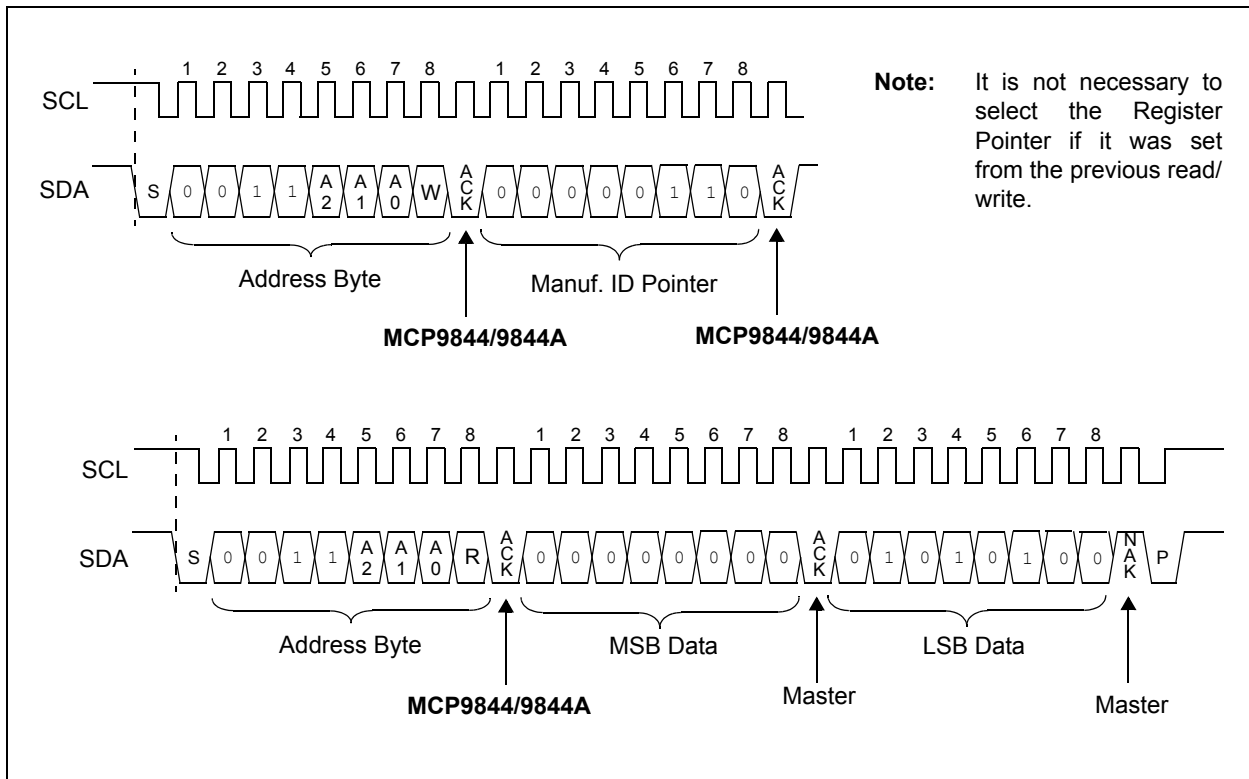 1 2 3 4 5 6 7 8 1 2 3 4 5 6 7 8
SCL
SDA
S 0 0 1 1 A2 A1 A0 W ACK 0 0 0 0 0 1 1 0 ACK
Address Byte
Manuf. ID Pointer
MCP9844/9844A
MCP9844/9844A
Note: It is not necessary to
select the Register
Pointer if it was set
from the previous read/
write.
1 2 3 4 5 6 7 8 1 2 3 4 5 6 7 8 1 2 3 4 5 6 7 8
SCL
SDA
S 0 0 1 1 A2 A1 A0 R ACK 0 0 0 0 0 0 0 0 ACK 0 1 0 1 0 1 0 0 NAK P
Address Byte
MSB Data
LSB Data
MCP9844/9844A
Master
Master